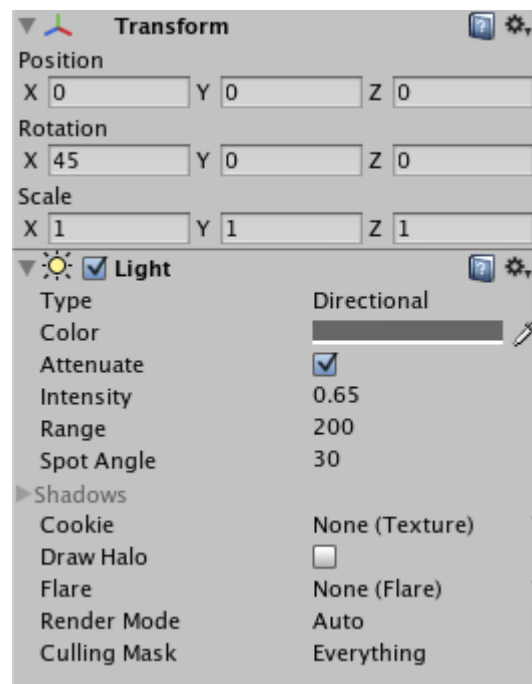 Transform
Position
X 0 Y 0 Z 0
Rotation
X 45 Y 0 Z 0
Scale
X 1 Y 1 Z 1
Light
Type Directional
Color
Attenuate
Intensity 0.65
Range 200
Spot Angle 30
Shadows
Cookie None (Texture)
Draw Halo
Flare None (Flare)
Render Mode Auto
Culling Mask Everything